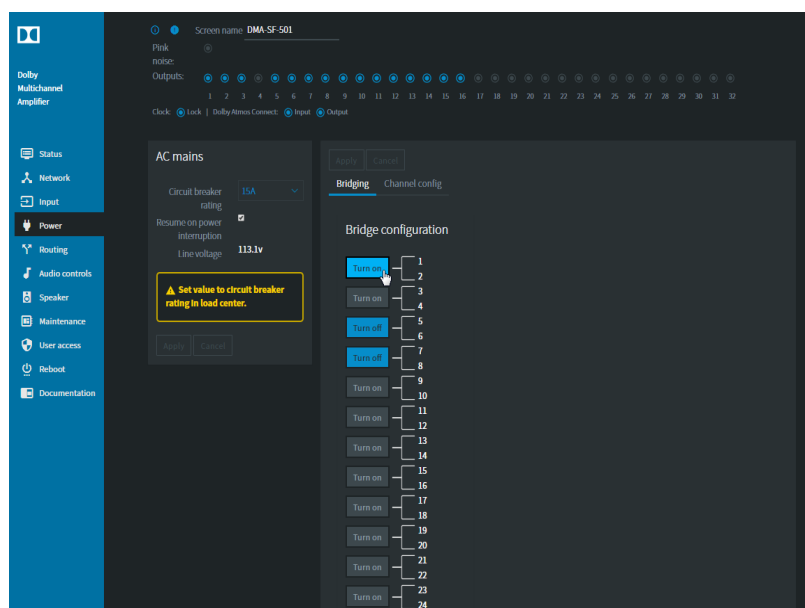 Screen name DMA-SF-501
Pink noise:
Outputs:
1 2 3 4 5 6 7 8 9 10 11 12 13 14 15 16 17 18 19 20 21 22 23 24 25 26 27 28 29 30 31 32
Clock: Lock | Dolby Atmos Connect: Input Output
Dolby
Multichannel
Amplifier
Status
Network
Input
Power
Routing
Audio controls
Speaker
Maintenance
User access
Reboot
Documentation
AC mains
Circuit breaker rating 15A
Resume on power interruption
Line voltage 113.1v
Set value to circuit breaker
rating in load center.
Apply Cancel
Apply Cancel
Bridging Channel config
Bridge configuration
Turn on 1
2
Turn on 3
4
Turn off 5
6
Turn off 7
8
Turn on 9
10
Turn on 11
12
Turn on 13
14
Turn on 15
16
Turn on 17
18
Turn on 19
20
Turn on 21
22
Turn on 23
24